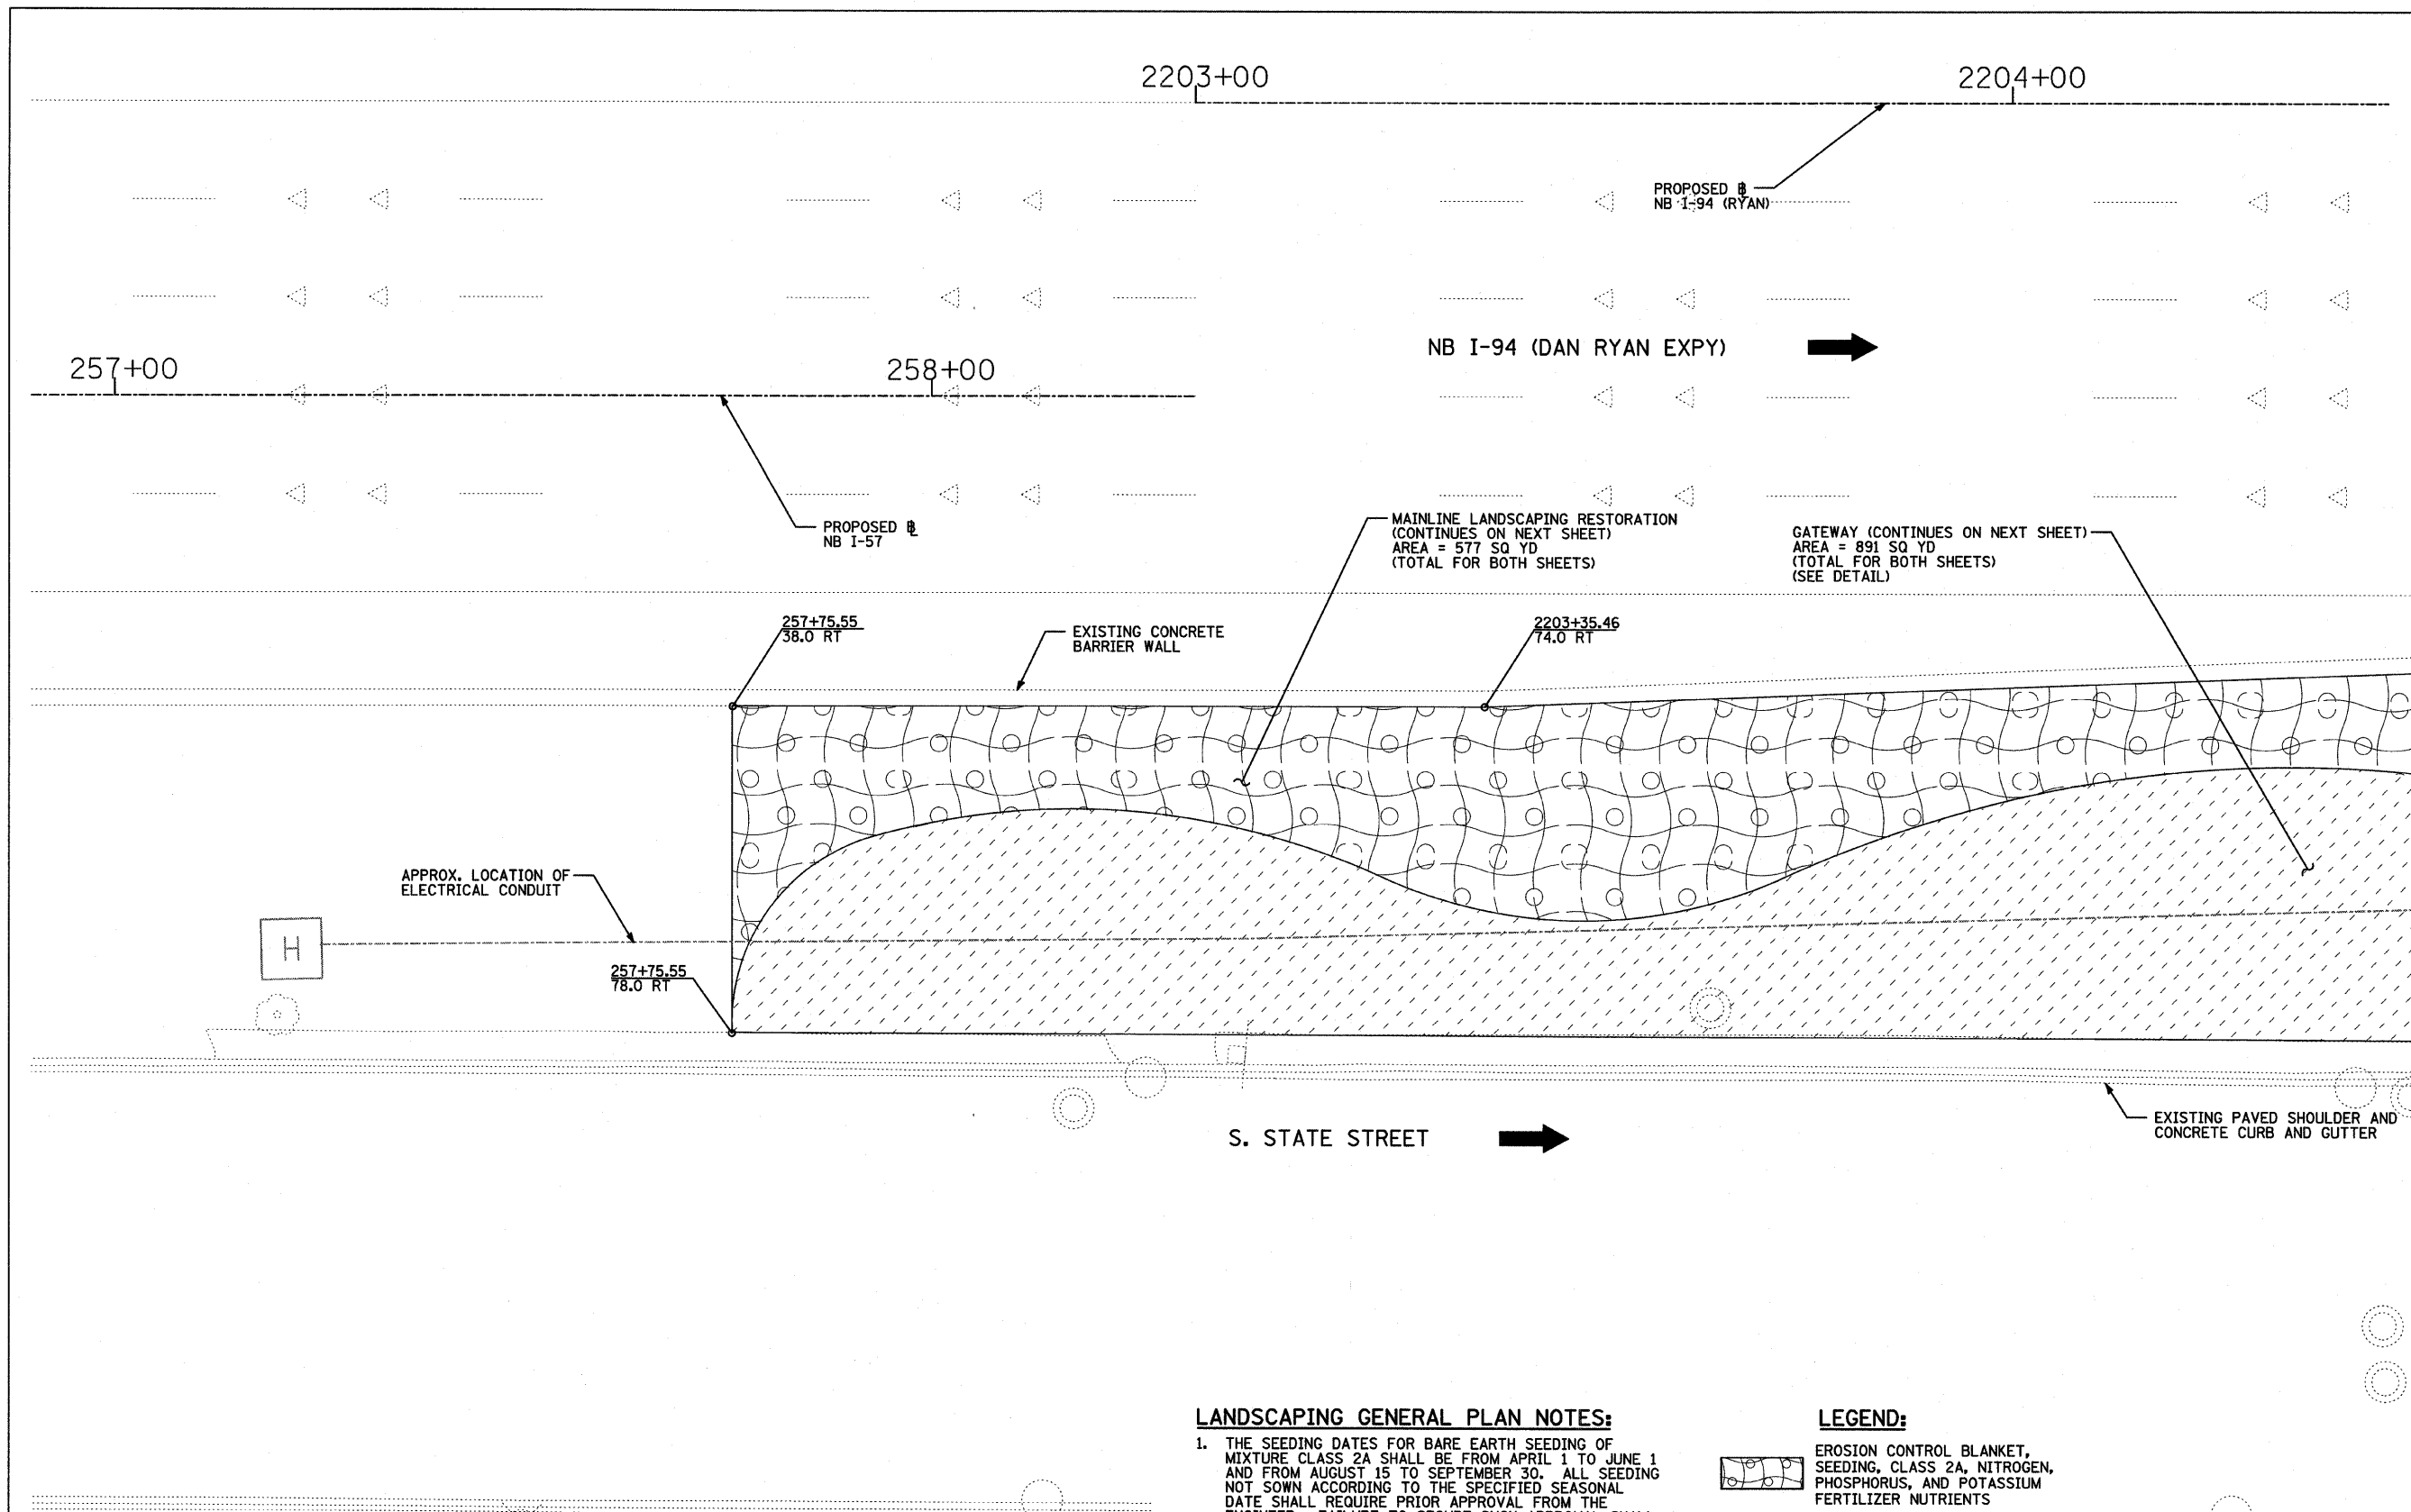 2203+00
2204+00
PROPOSED ℄
NB I-94 (RYAN)
NB I-94 (DAN RYAN EXPY)
257+00
258+00
PROPOSED ℄
NB I-57
MAINLINE LANDSCAPING RESTORATION
(CONTINUES ON NEXT SHEET)
AREA = 577 SQ YD
(TOTAL FOR BOTH SHEETS)
GATEWAY (CONTINUES ON NEXT SHEET)
AREA = 891 SQ YD
(TOTAL FOR BOTH SHEETS)
(SEE DETAIL)
257+75.55
38.0 RT
EXISTING CONCRETE
BARRIER WALL
2203+35.46
74.0 RT
APPROX. LOCATION OF
ELECTRICAL CONDUIT
H
257+75.55
78.0 RT
S. STATE STREET
EXISTING PAVED SHOULDER AND
CONCRETE CURB AND GUTTER
LANDSCAPING GENERAL PLAN NOTES:
1. THE SEEDING DATES FOR BARE EARTH SEEDING OF
MIXTURE CLASS 2A SHALL BE FROM APRIL 1 TO JUNE 1
AND FROM AUGUST 15 TO SEPTEMBER 30. ALL SEEDING
NOT SOWN ACCORDING TO THE SPECIFIED SEASONAL
DATE SHALL REQUIRE PRIOR APPROVAL FROM THE
LEGEND:
EROSION CONTROL BLANKET,
SEEDING, CLASS 2A, NITROGEN,
PHOSPHORUS, AND POTASSIUM
FERTILIZER NUTRIENTS